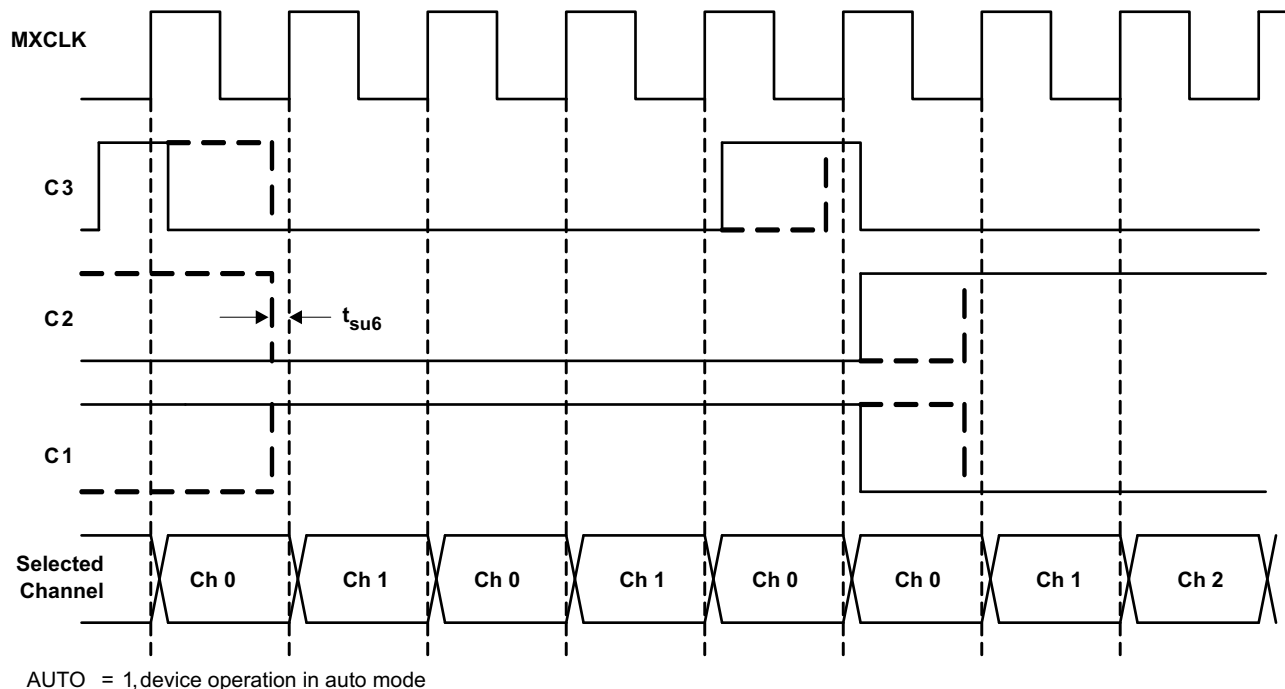 MXCLK
C3
C2
t_su6
C1
Selected Channel
Ch 0
Ch 1
Ch 0
Ch 1
Ch 0
Ch 0
Ch 1
Ch 2
AUTO = 1, device operation in auto mode